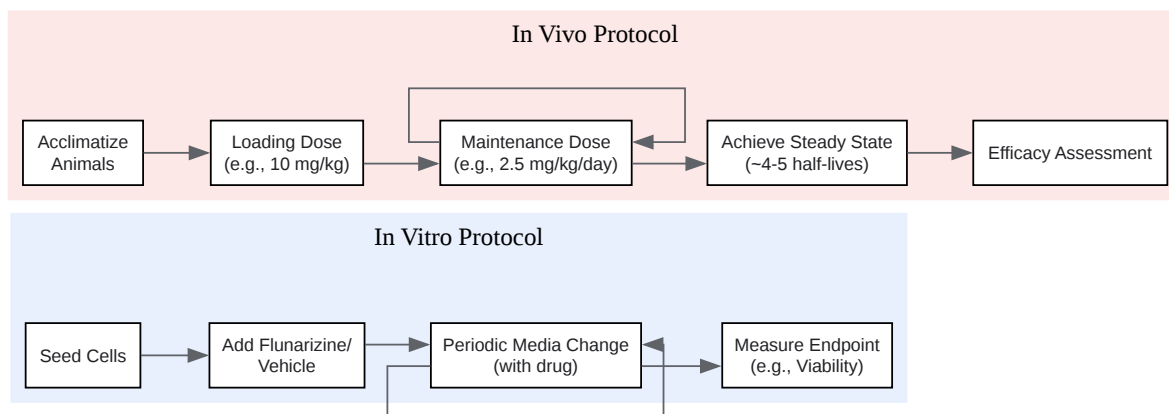 In Vivo Protocol
Acclimatize
Animals
Loading Dose
(e.g., 10 mg/kg)
Maintenance Dose
(e.g., 2.5 mg/kg/day)
Achieve Steady State
(~4-5 half-lives)
Efficacy Assessment
In Vitro Protocol
Seed Cells
Add Flunarizine/
Vehicle
Periodic Media Change
(with drug)
Measure Endpoint
(e.g., Viability)